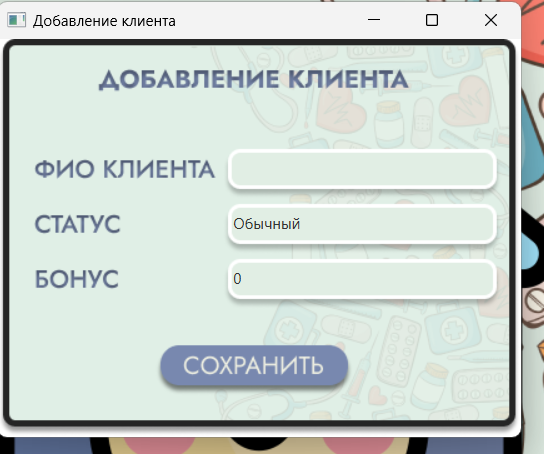 Добавление клиента
ДОБАВЛЕНИЕ КЛИЕНТА
ФИО КЛИЕНТА
СТАТУС
Обычный
БОНУС
0
СОХРАНИТЬ